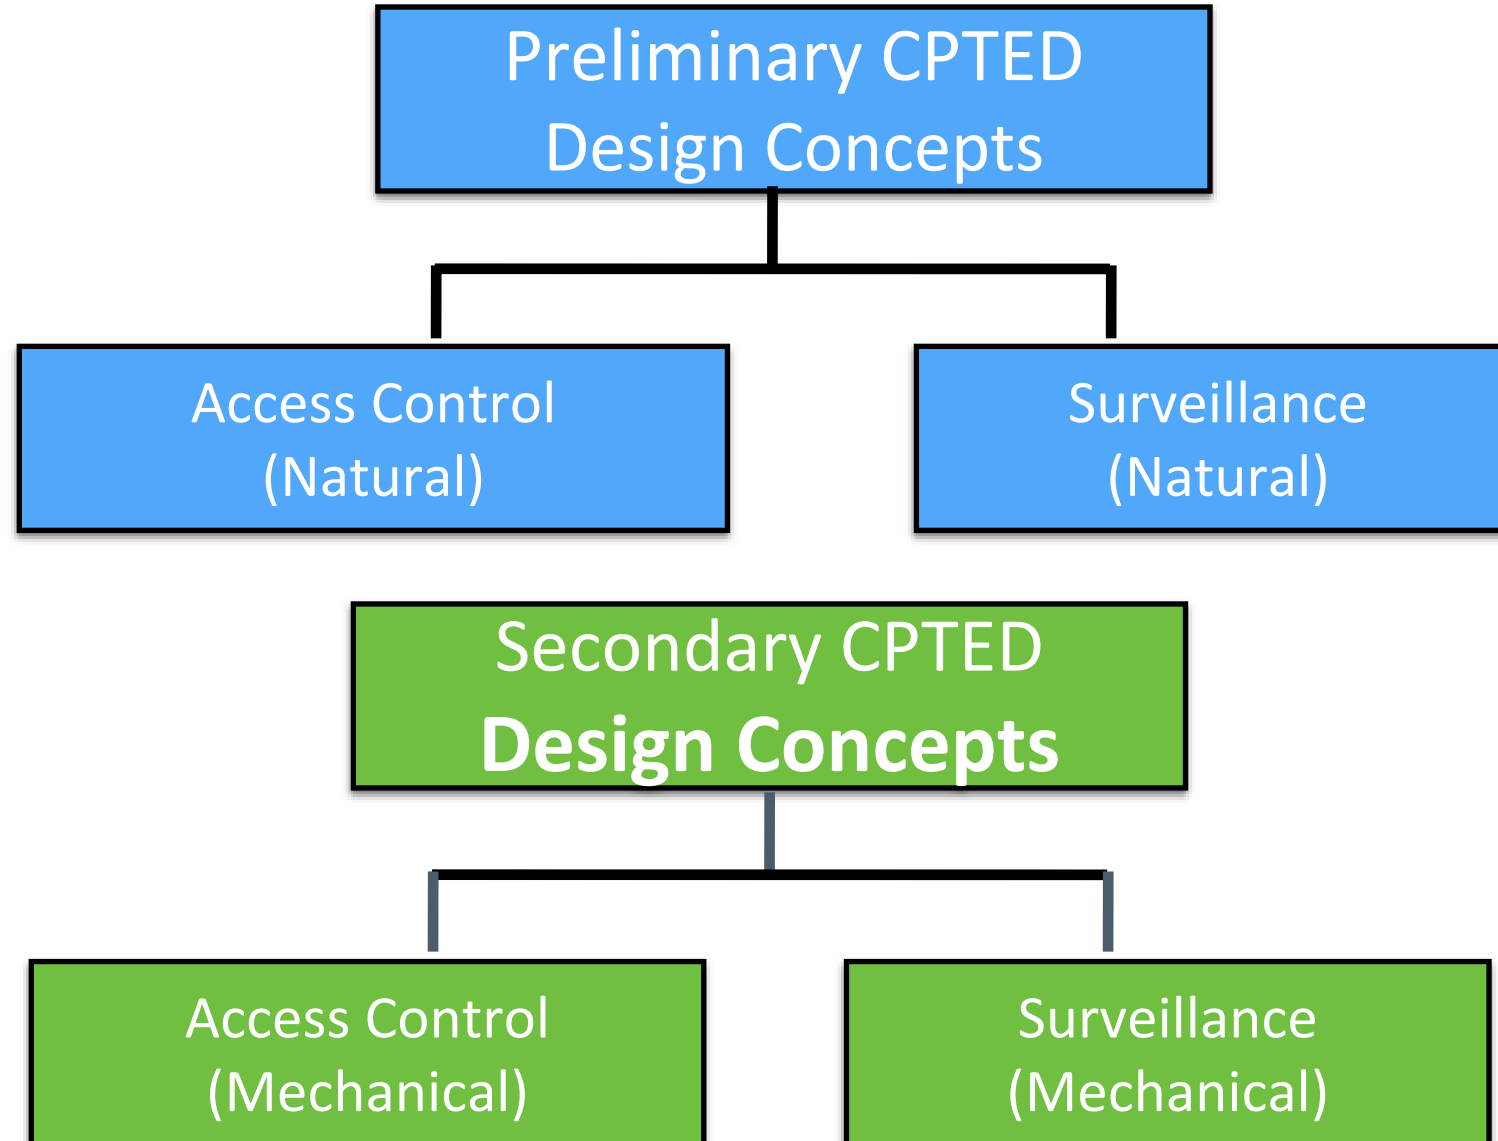 Preliminary CPTED
Design Concepts
Access Control
(Natural)
Surveillance
(Natural)
Secondary CPTED
Design Concepts
Access Control
(Mechanical)
Surveillance
(Mechanical)